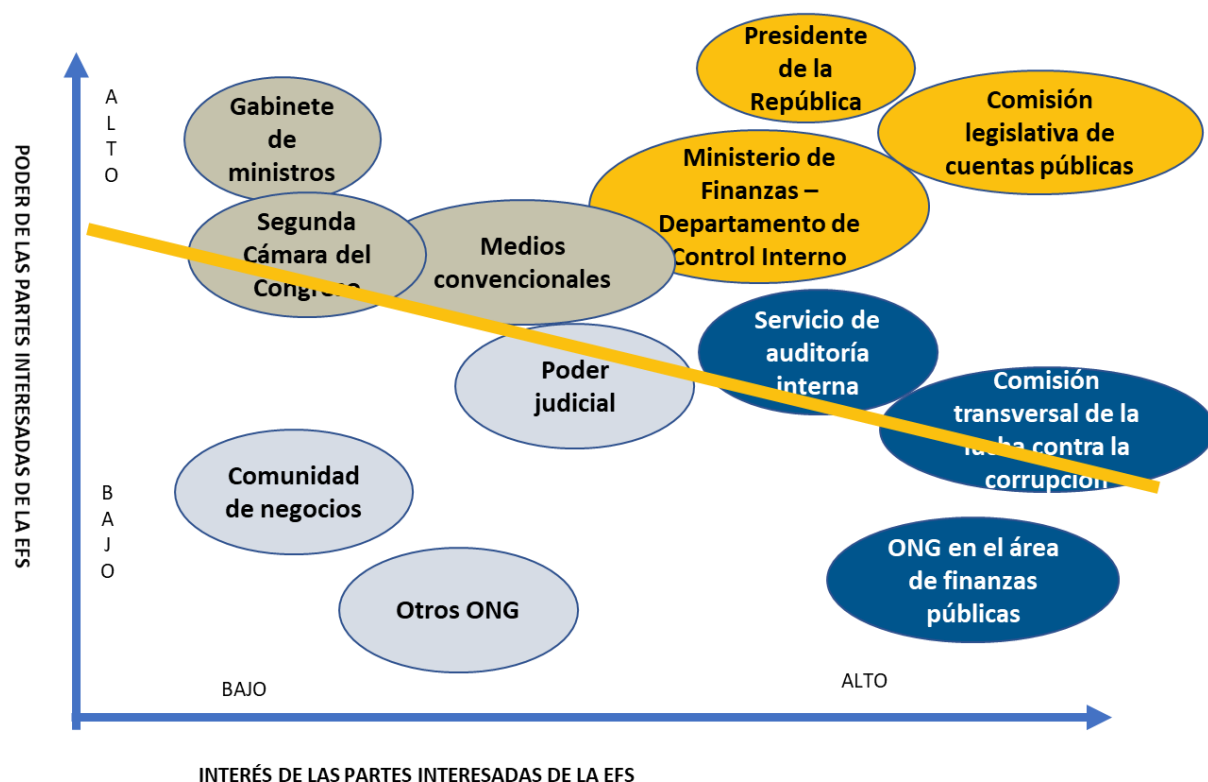 PODER DE LAS PARTES INTERESADAS DE LA EFS
A
L
T
O
B
A
J
O
Gabinete
de
ministros
Segunda
Cámara del
Congreso
Medios
convencionales
Presidente
de la
República
Comisión
legislativa de
cuentas públicas
Ministerio de
Finanzas –
Departamento de
Control Interno
Servicio de
auditoría
interna
Poder
judicial
Comisión
transversal de la
lucha contra la
corrupción
Comunidad
de negocios
Otros ONG
ONG en el área
de finanzas
públicas
BAJO
ALTO
INTERÉS DE LAS PARTES INTERESADAS DE LA EFS